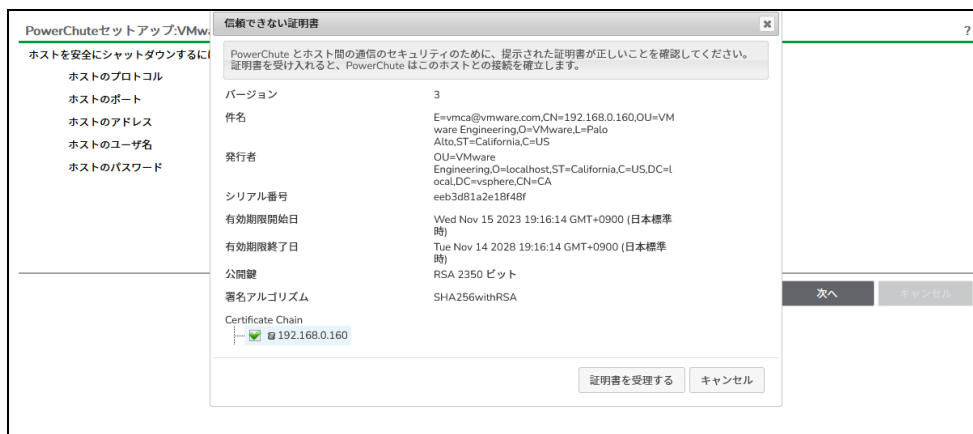 PowerChuteセットアップ:VMw
?
ホストを安全にシャットダウンするに
ホストのプロトコル
ホストのポート
ホストのアドレス
ホストのユーザ名
ホストのパスワード
信頼できない証明書
PowerChute とホスト間の通信のセキュリティのために、提示された証明書が正しいことを確認してください。
証明書を受け入れると、PowerChute はこのホストとの接続を確立します。
バージョン 3
件名 E=vmca@vmware.com,CN=192.168.0.160,OU=VM
ware Engineering,O=VMware,L=Palo
Alto,ST=California,C=US
発行者 OU=VMware
Engineering,O=localhost,ST=California,C=US,DC=l
ocal,DC=vsphere,CN=CA
シリアル番号 eeb3d81a2e18f48f
有効期限開始日 Wed Nov 15 2023 19:16:14 GMT+0900 (日本標準
時)
有効期限終了日 Tue Nov 14 2028 19:16:14 GMT+0900 (日本標準
時)
公開鍵 RSA 2350 ビット
署名アルゴリズム SHA256withRSA
Certificate Chain
192.168.0.160
証明書を受理する キャンセル
次へ キャンセル